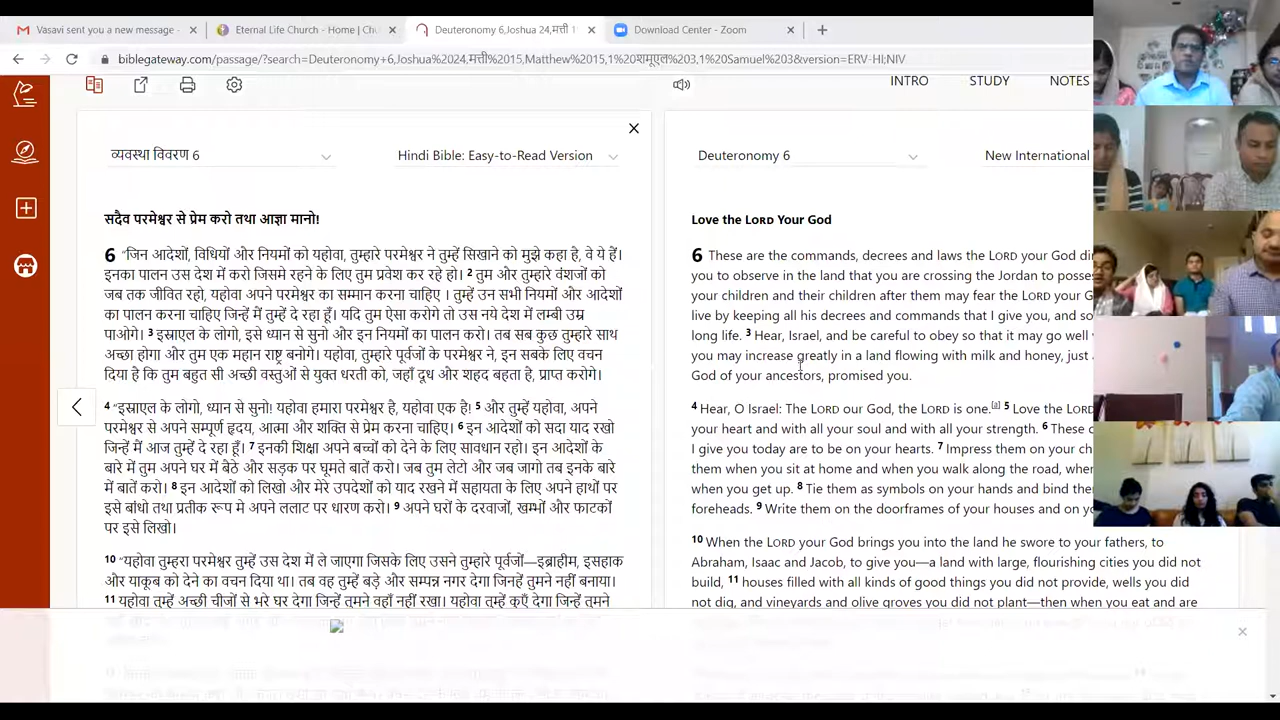 Vasavi sent you a new message -
Eternal Life Church - Home | Chu
Deuteronomy 6,Joshua 24,मत्ती 1
Download Center - Zoom
biblegateway.com/passage/?search=Deuteronomy+6,Joshua%2024,मत्ती%2015,Matthew%2015,1%20शमूएल%203,1%20Samuel%203&version=ERV-HI;NIV
INTRO STUDY NOTES
व्यवस्था विवरण 6
Hindi Bible: Easy-to-Read Version
Deuteronomy 6
New International
सदैव परमेश्वर से प्रेम करो तथा आज्ञा मानो!
6 “जिन आदेशों, विधियों और नियमों को यहोवा, तुम्हारे परमेश्वर ने तुम्हें सिखाने को मुझे कहा है, वे ये हैं।
इनका पालन उस देश में करो जिसमे रहने के लिए तुम प्रवेश कर रहे हो। 2 तुम और तुम्हारे वंशजों को
जब तक जीवित रहो, यहोवा अपने परमेश्वर का सम्मान करना चाहिए । तुम्हें उन सभी नियमों और आदेशों
का पालन करना चाहिए जिन्हें मैं तुम्हें दे रहा हूँ। यदि तुम ऐसा करोगे तो उस नये देश में लम्बी उम्र
पाओगे। 3 इस्राएल के लोगो, इसे ध्यान से सुनो और इन नियमों का पालन करो। तब सब कुछ तुम्हारे साथ
अच्छा होगा और तुम एक महान राष्ट्र बनोगे। यहोवा, तुम्हारे पूर्वजों के परमेश्वर ने, इन सबके लिए वचन
दिया है कि तुम बहुत सी अच्छी वस्तुओं से युक्त धरती को, जहाँ दूध और शहद बहता है, प्राप्त करोगे।
4 “इस्राएल के लोगो, ध्यान से सुनो! यहोवा हमारा परमेश्वर है, यहोवा एक है! 5 और तुम्हें यहोवा, अपने
परमेश्वर से अपने सम्पूर्ण हृदय, आत्मा और शक्ति से प्रेम करना चाहिए। 6 इन आदेशों को सदा याद रखो
जिन्हें मैं आज तुम्हें दे रहा हूँ। 7 इनकी शिक्षा अपने बच्चों को देने के लिए सावधान रहो। इन आदेशों के
बारे में तुम अपने घर में बैठे और सड़क पर घूमते बातें करो। जब तुम लेटो और जब जागो तब इनके बारे
में बातें करो। 8 इन आदेशों को लिखो और मेरे उपदेशों को याद रखने में सहायता के लिए अपने हाथों पर
इसे बांधो तथा प्रतीक रूप मे अपने ललाट पर धारण करो। 9 अपने घरों के दरवाजों, खम्भों और फाटकों
पर इसे लिखो।
10 “यहोवा तुम्हरा परमेश्वर तुम्हें उस देश में ले जाएगा जिसके लिए उसने तुम्हारे पूर्वजों—इब्राहीम, इसहाक
और याकूब को देने का वचन दिया था। तब वह तुम्हें बड़े और सम्पन्न नगर देगा जिनहें तुमने नहीं बनाया।
11 यहोवा तुम्हें अच्छी चीजों से भरे घर देगा जिन्हें तुमने वहाँ नहीं रखा। यहोवा तुम्हें कुएँ देगा जिन्हें तुमने
Love the LORD Your God
6 These are the commands, decrees and laws the LORD your God di
you to observe in the land that you are crossing the Jordan to posse
your children and their children after them may fear the LORD your G
live by keeping all his decrees and commands that I give you, and so
long life. 3 Hear, Israel, and be careful to obey so that it may go well
you may increase greatly in a land flowing with milk and honey, just
God of your ancestors, promised you.
4 Hear, O Israel: The LORD our God, the LORD is one.[a] 5 Love the LORD
your heart and with all your soul and with all your strength. 6 These c
I give you today are to be on your hearts. 7 Impress them on your ch
them when you sit at home and when you walk along the road, when
when you get up. 8 Tie them as symbols on your hands and bind them
foreheads. 9 Write them on the doorframes of your houses and on yo
10 When the LORD your God brings you into the land he swore to your fathers, to
Abraham, Isaac and Jacob, to give you—a land with large, flourishing cities you did not
build, 11 houses filled with all kinds of good things you did not provide, wells you did
not dig, and vineyards and olive groves you did not plant—then when you eat and are